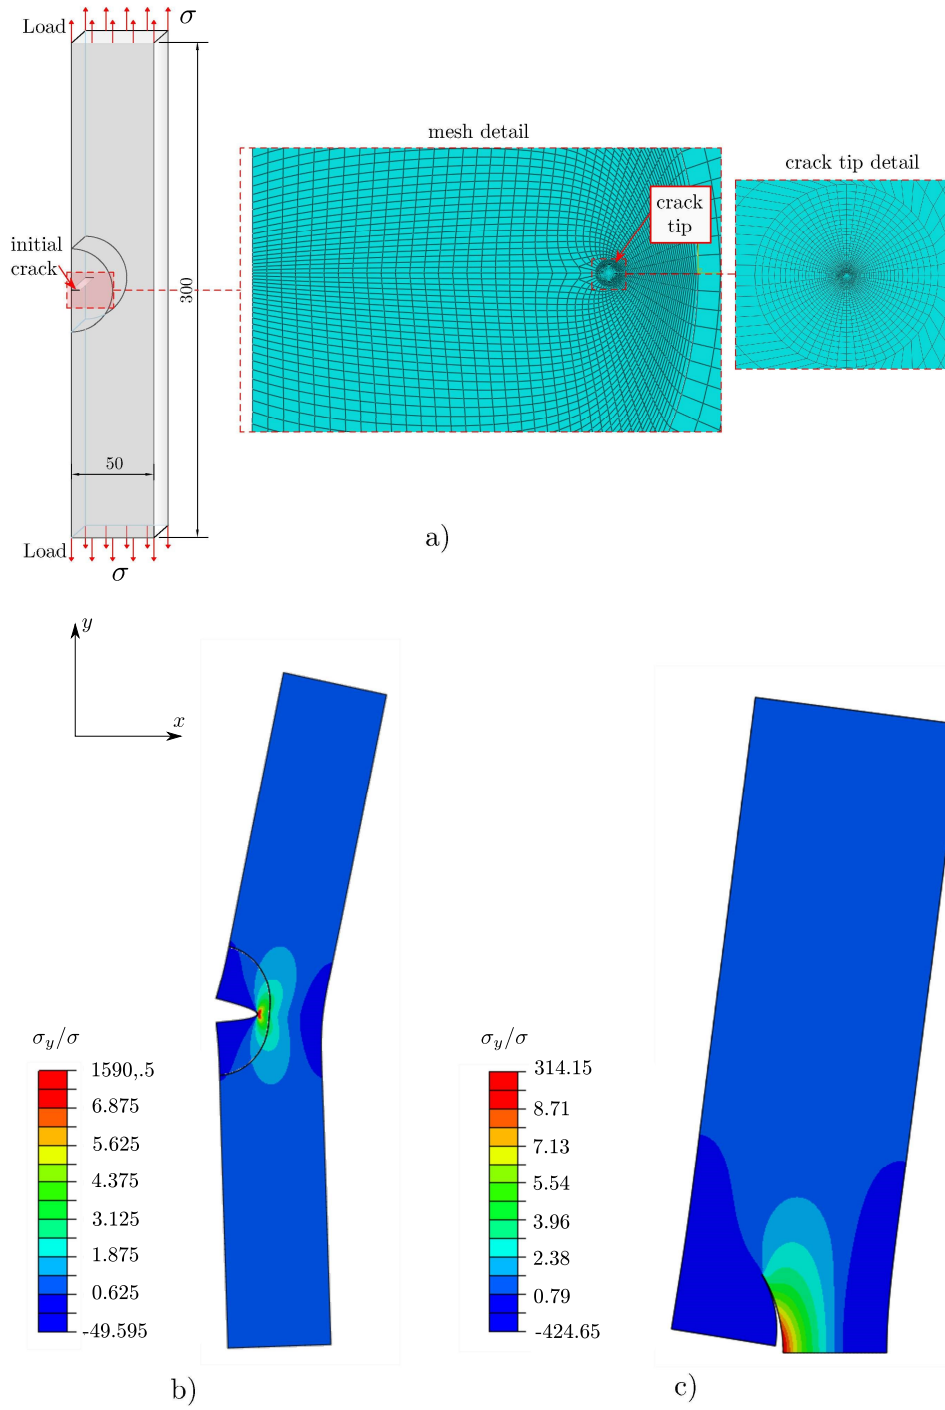 Load
σ
initial
crack
300
50
Load
σ
mesh detail
crack
tip
crack tip detail
a)
y
x
σy/σ
1590,.5
6.875
5.625
4.375
3.125
1.875
0.625
-49.595
b)
σy/σ
314.15
8.71
7.13
5.54
3.96
2.38
0.79
-424.65
c)